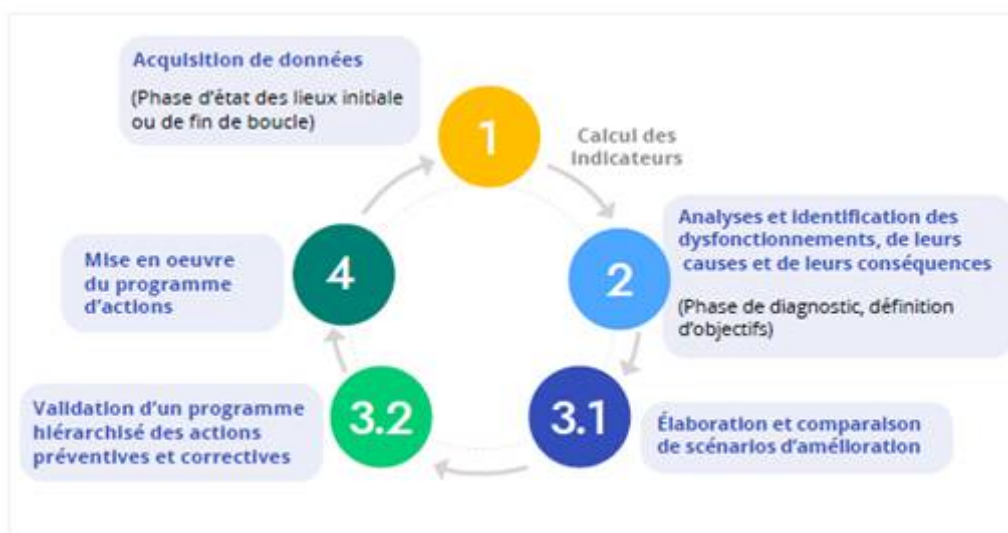 Acquisition de données
(Phase d'état des lieux initiale
ou de fin de boucle)
1
Calcul des
indicateurs
2
Analyses et identification des
dysfonctionnements, de leurs
causes et de leurs conséquences
(Phase de diagnostic, définition
d'objectifs)
3.1
Élaboration et comparaison
de scénarios d'amélioration
3.2
Validation d'un programme
hiérarchisé des actions
préventives et correctives
4
Mise en oeuvre
du programme
d'actions